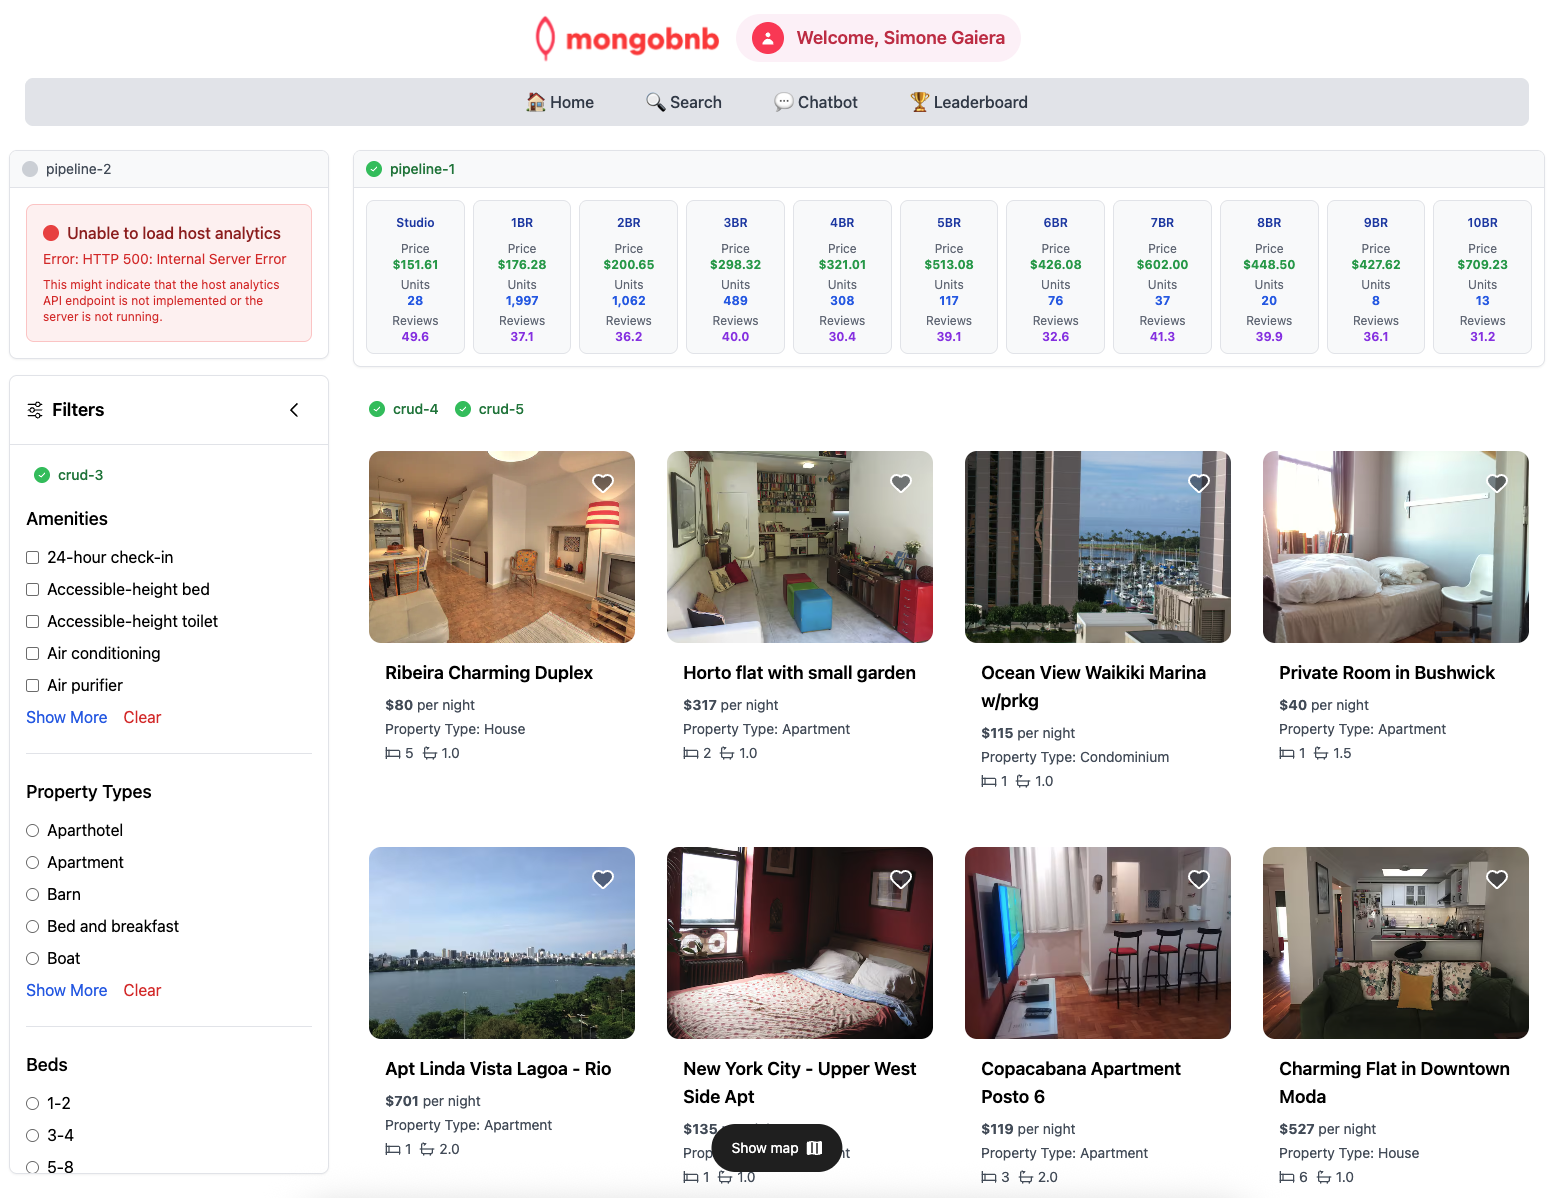 mongobnb
Welcome, Simone Gaiera
Home
Search
Chatbot
Leaderboard
pipeline-2
Unable to load host analytics
Error: HTTP 500: Internal Server Error
This might indicate that the host analytics
API endpoint is not implemented or the
server is not running.
pipeline-1
Studio
Price
$151.61
Units
28
Reviews
49.6
1BR
Price
$176.28
Units
1,997
Reviews
37.1
2BR
Price
$200.65
Units
1,062
Reviews
36.2
3BR
Price
$298.32
Units
489
Reviews
40.0
4BR
Price
$321.01
Units
308
Reviews
30.4
5BR
Price
$513.08
Units
117
Reviews
39.1
6BR
Price
$426.08
Units
76
Reviews
32.6
7BR
Price
$602.00
Units
37
Reviews
41.3
8BR
Price
$448.50
Units
20
Reviews
39.9
9BR
Price
$427.62
Units
8
Reviews
36.1
10BR
Price
$709.23
Units
13
Reviews
31.2
Filters
crud-3
Amenities
24-hour check-in
Accessible-height bed
Accessible-height toilet
Air conditioning
Air purifier
Show More Clear
Property Types
Aparthotel
Apartment
Barn
Bed and breakfast
Boat
Show More Clear
Beds
1-2
3-4
5-8
crud-4 crud-5
Ribeira Charming Duplex
$80 per night
Property Type: House
5 1.0
Horto flat with small garden
$317 per night
Property Type: Apartment
2 1.0
Ocean View Waikiki Marina
w/prkg
$115 per night
Property Type: Condominium
1 1.0
Private Room in Bushwick
$40 per night
Property Type: Apartment
1 1.5
Apt Linda Vista Lagoa - Rio
$701 per night
Property Type: Apartment
1 2.0
New York City - Upper West
Side Apt
$135
1 1.0
Copacabana Apartment
Posto 6
$119 per night
Property Type: Apartment
3 2.0
Charming Flat in Downtown
Moda
$527 per night
Property Type: House
6 1.0
Show map